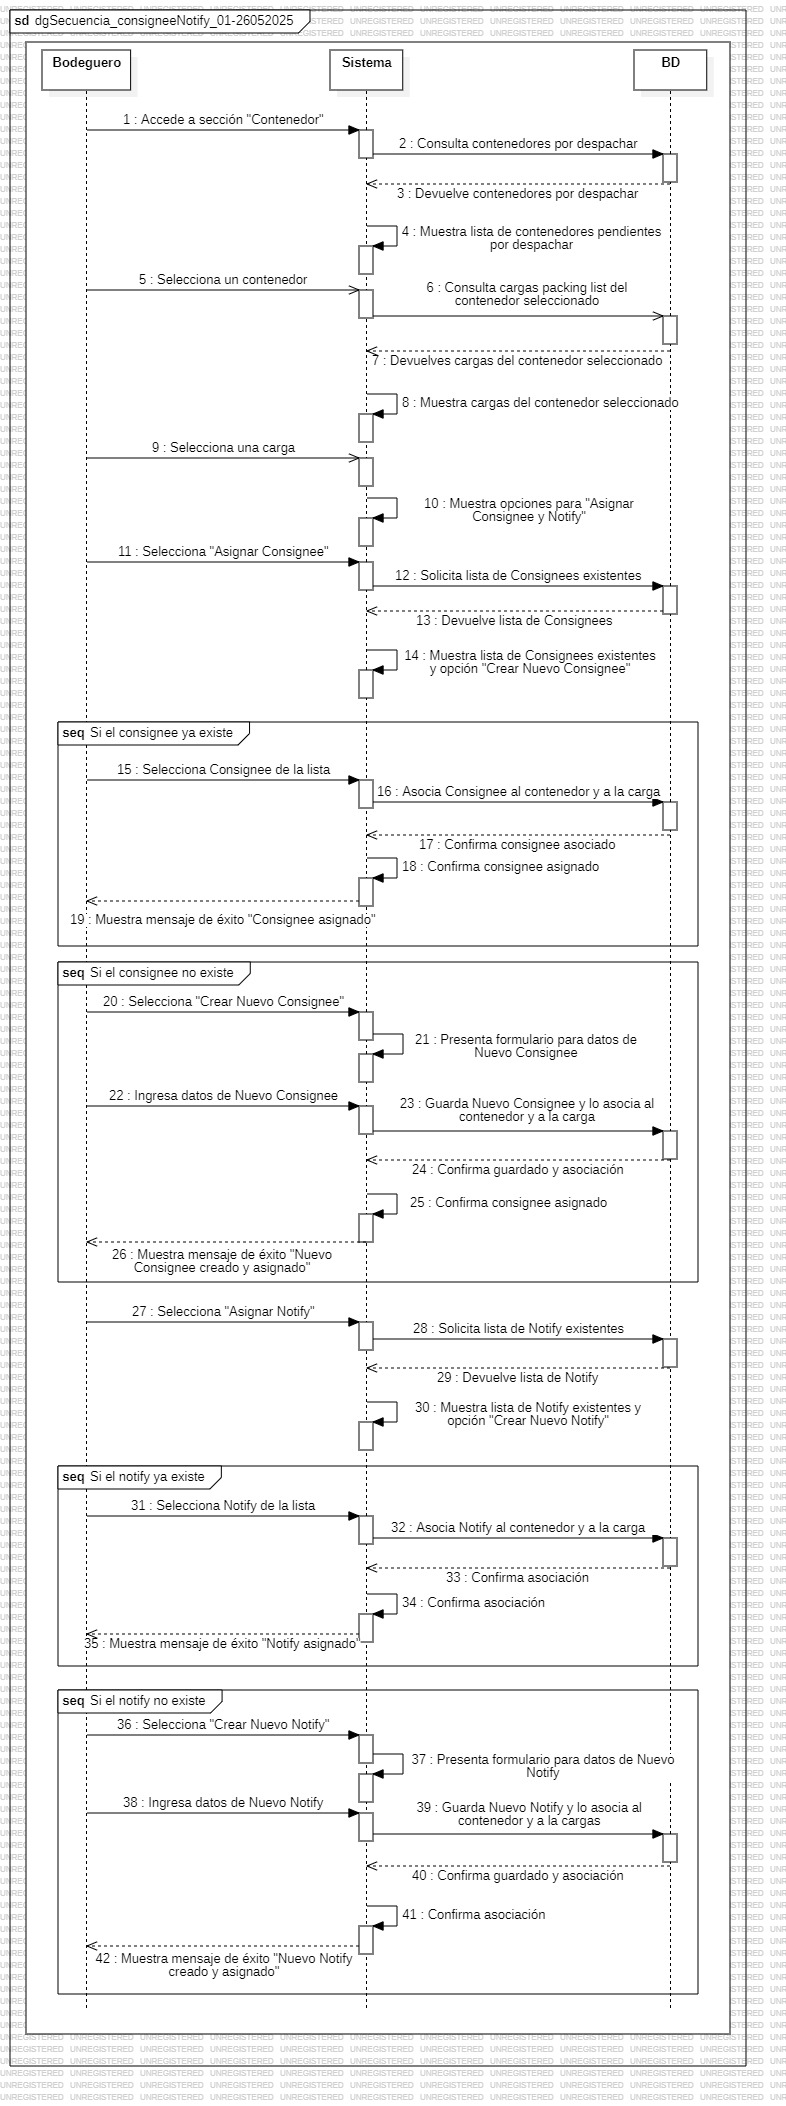 sd dgSecuencia_consigneeNotify_01-26052025
Bodeguero
Sistema
BD
1 : Accede a sección "Contenedor"
2 : Consulta contenedores por despachar
3 : Devuelve contenedores por despachar
4 : Muestra lista de contenedores pendientes
por despachar
5 : Selecciona un contenedor
6 : Consulta cargas packing list del
contenedor seleccionado
7 : Devuelves cargas del contenedor seleccionado
8 : Muestra cargas del contenedor seleccionado
9 : Selecciona una carga
10 : Muestra opciones para "Asignar
Consignee y Notify"
11 : Selecciona "Asignar Consignee"
12 : Solicita lista de Consignees existentes
13 : Devuelve lista de Consignees
14 : Muestra lista de Consignees existentes
y opción "Crear Nuevo Consignee"
seq Si el consignee ya existe
15 : Selecciona Consignee de la lista
16 : Asocia Consignee al contenedor y a la carga
17 : Confirma consignee asociado
18 : Confirma consignee asignado
19 : Muestra mensaje de éxito "Consignee asignado"
seq Si el consignee no existe
20 : Selecciona "Crear Nuevo Consignee"
21 : Presenta formulario para datos de
Nuevo Consignee
22 : Ingresa datos de Nuevo Consignee
23 : Guarda Nuevo Consignee y lo asocia al
contenedor y a la carga
24 : Confirma guardado y asociación
25 : Confirma consignee asignado
26 : Muestra mensaje de éxito "Nuevo
Consignee creado y asignado"
27 : Selecciona "Asignar Notify"
28 : Solicita lista de Notify existentes
29 : Devuelve lista de Notify
30 : Muestra lista de Notify existentes y
opción "Crear Nuevo Notify"
seq Si el notify ya existe
31 : Selecciona Notify de la lista
32 : Asocia Notify al contenedor y a la carga
33 : Confirma asociación
34 : Confirma asociación
35 : Muestra mensaje de éxito "Notify asignado"
seq Si el notify no existe
36 : Selecciona "Crear Nuevo Notify"
37 : Presenta formulario para datos de Nuevo
Notify
38 : Ingresa datos de Nuevo Notify
39 : Guarda Nuevo Notify y lo asocia al
contenedor y a la cargas
40 : Confirma guardado y asociación
41 : Confirma asociación
42 : Muestra mensaje de éxito "Nuevo Notify
creado y asignado"
UNREGISTERED UNREGISTERED UNREGISTERED UNREGISTERED UNREGISTERED UNREGISTERED UNREGISTERED UNREGISTERED UNREGISTERED UNREGISTERED UNREGISTERED